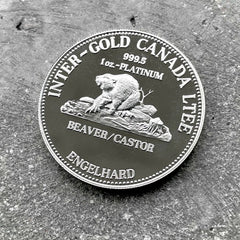 INTER-GOLD CANADA LTEE
999.5
1 oz.-PLATINUM
BEAVER/CASTOR
ENGELHARD